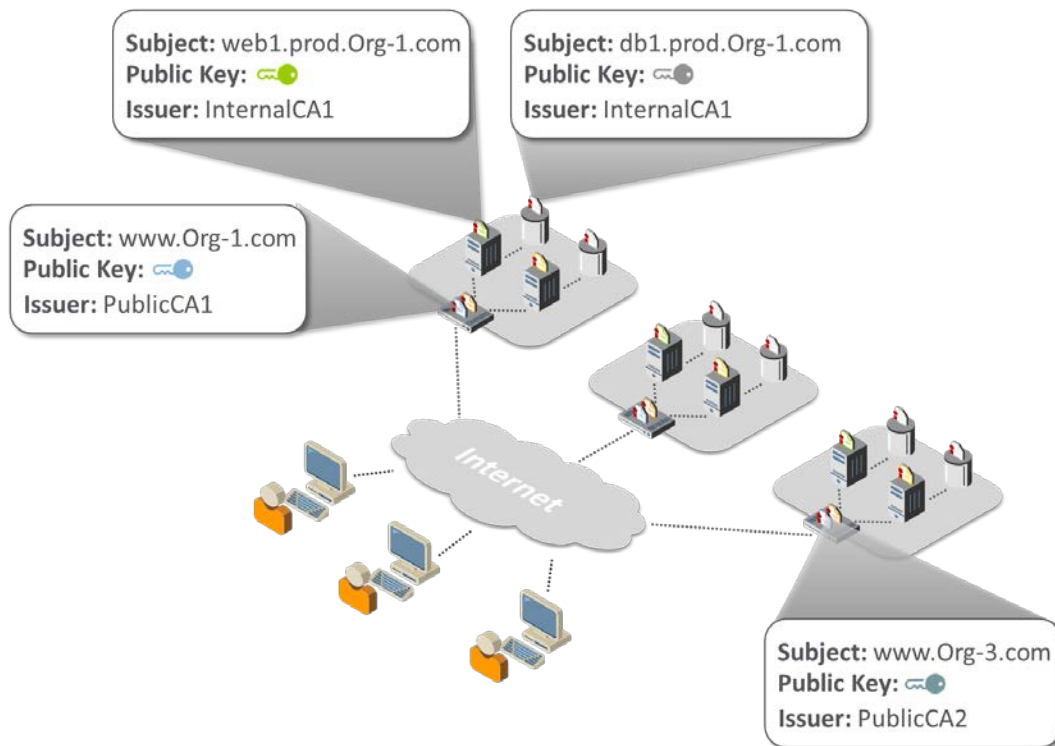 Subject: web1.prod.Org-1.com
Public Key:
Issuer: InternalCA1
Subject: db1.prod.Org-1.com
Public Key:
Issuer: InternalCA1
Subject: www.Org-1.com
Public Key:
Issuer: PublicCA1
Internet
Subject: www.Org-3.com
Public Key:
Issuer: PublicCA2